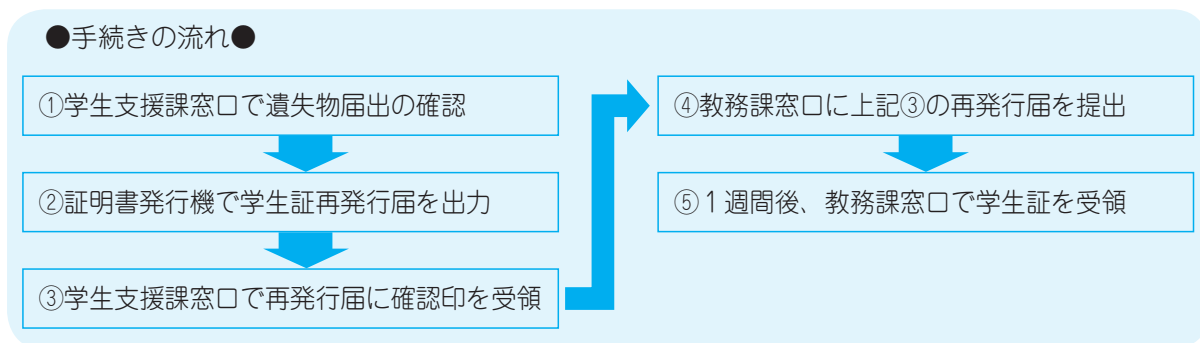 ●手続きの流れ●
①学生支援課窓口で遺失物届出の確認
②証明書発行機で学生証再発行届を出力
③学生支援課窓口で再発行届に確認印を受領
④教務課窓口に上記③の再発行届を提出
⑤1週間後、教務課窓口で学生証を受領